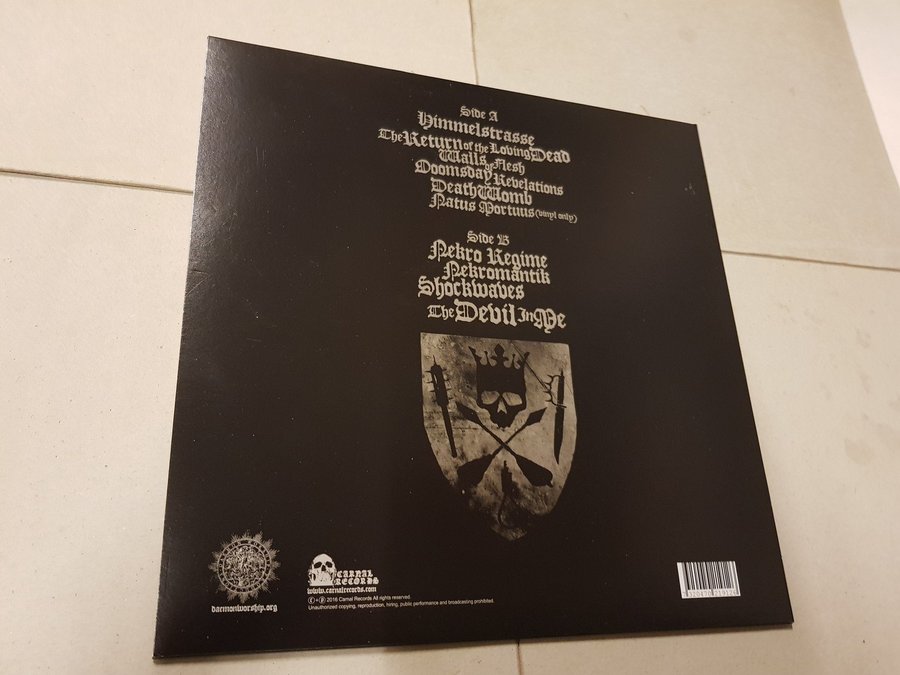 Side A
Himmelstrasse
The Return of the Loving Dead
Walls of Flesh
Doomsday Revelations
Death Womb
Natus Mortuus (vinyl only)
Side B
Nekro Regime
Nekromantik
Shockwaves
The Devil In Me
daemonworship.org
CARNAL RECORDS
www.carnalrecords.com
©+℗ 2016 Carnal Records All rights reserved.
Unauthorized copying, reproduction, hiring, public performance and broadcasting prohibited.